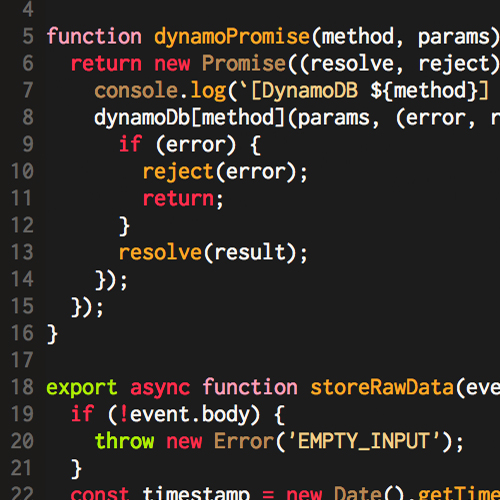 4
5 function dynamoPromise(method, params)
6   return new Promise((resolve, reject)
7     console.log(`[DynamoDB ${method}]
8     dynamoDb[method](params, (error, r
9       if (error) {
10         reject(error);
11         return;
12       }
13       resolve(result);
14     });
15   });
16 }
17
18 export async function storeRawData(eve
19   if (!event.body) {
20     throw new Error('EMPTY_INPUT');
21   }
22   const timestamp = new Date().getTime